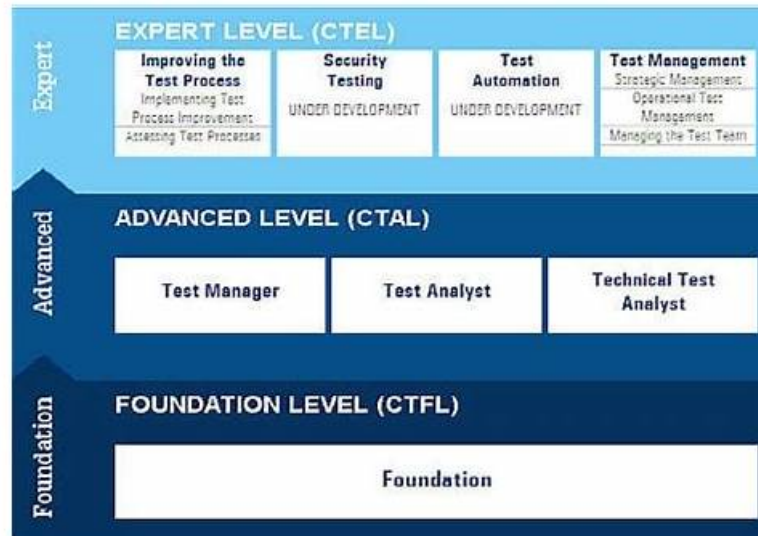 Expert
EXPERT LEVEL (CTEL)
Improving the
Test Process
Implementing Test
Process Improvement
Assessing Test Processes
Security
Testing
UNDER DEVELOPMENT
Test
Automation
UNDER DEVELOPMENT
Test Management
Strategic Management
Operational Test
Management
Managing the Test Team
Advanced
ADVANCED LEVEL (CTAL)
Test Manager
Test Analyst
Technical Test
Analyst
Foundation
FOUNDATION LEVEL (CTFL)
Foundation